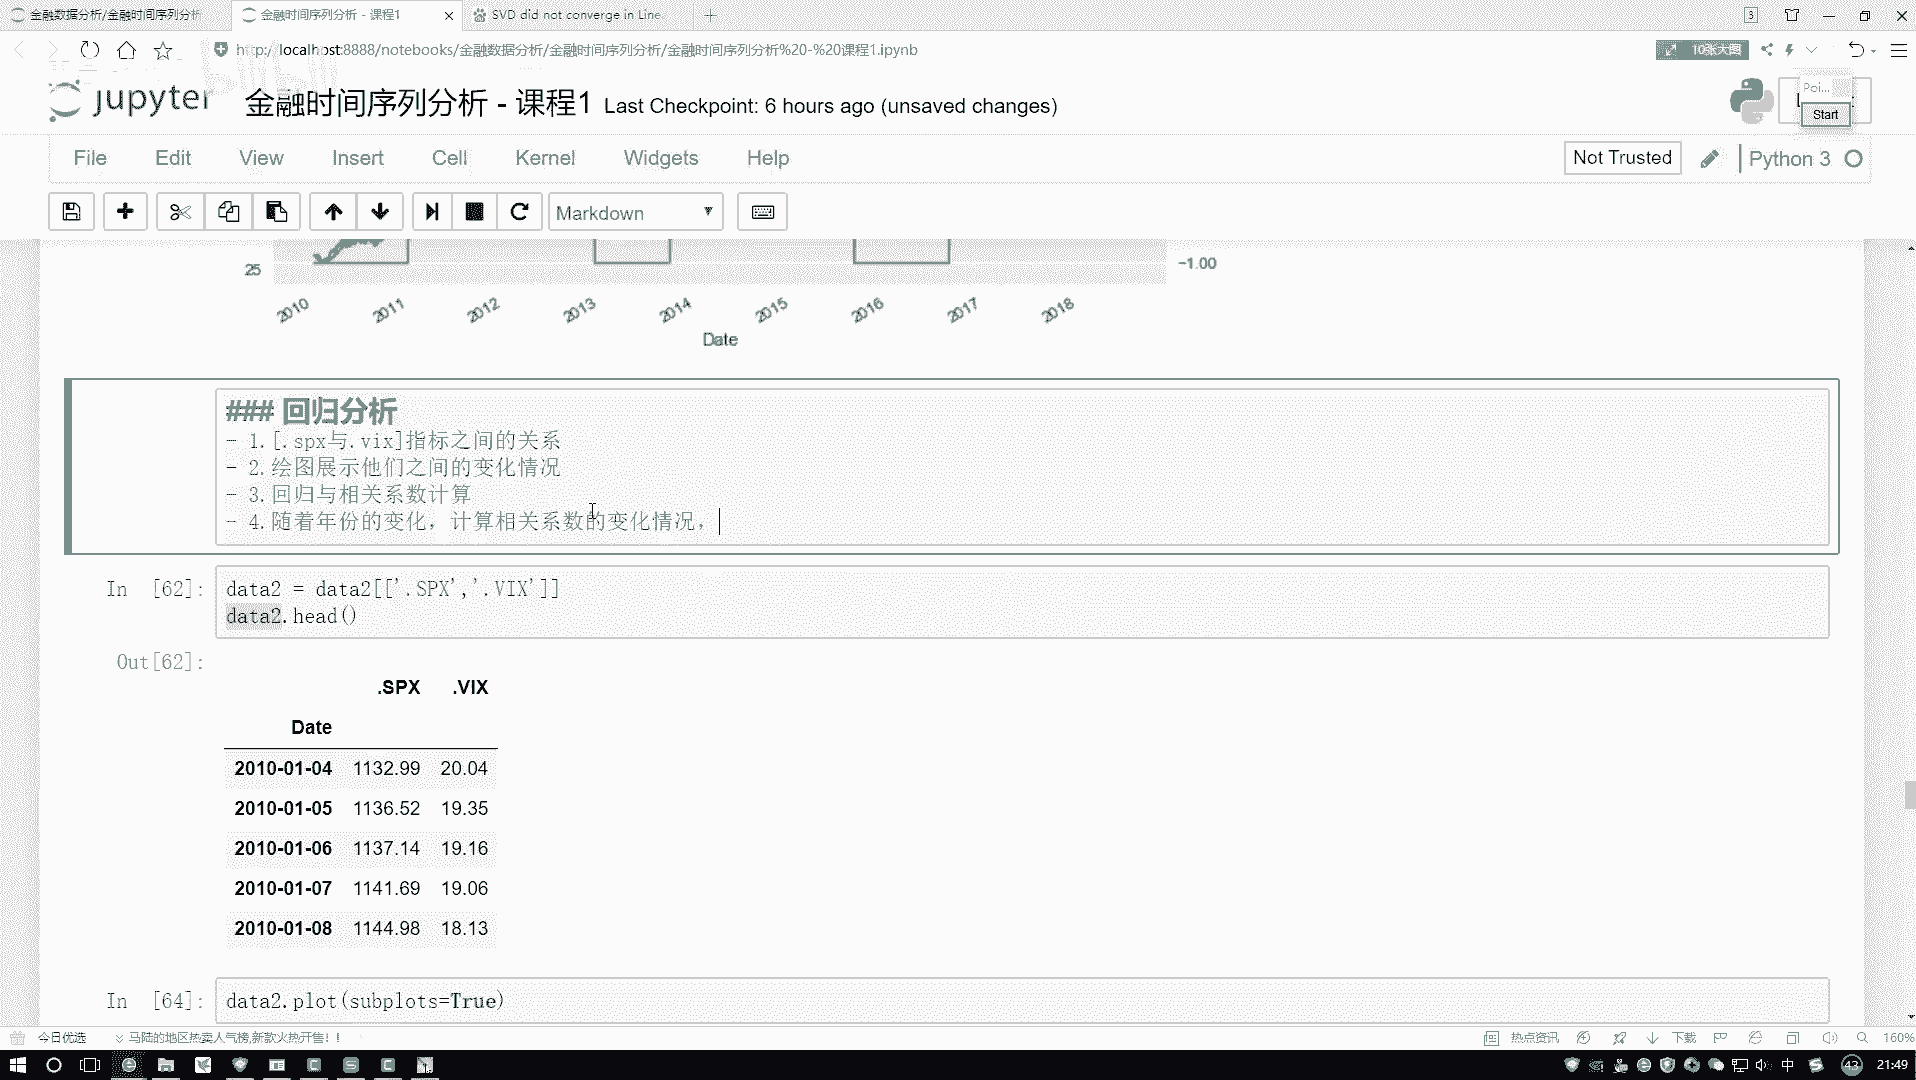 金融数据分析/金融时间序列分析
金融时间序列分析 - 课程1
SVD did not converge in Line
3
http://localhost:8888/notebooks/金融数据分析/金融时间序列分析/金融时间序列分析%20-%20课程1.ipynb
10张大图
jupyter 金融时间序列分析 - 课程1 Last Checkpoint: 6 hours ago (unsaved changes)
Poi...
Start
File Edit View Insert Cell Kernel Widgets Help
Not Trusted
Python 3
Markdown
25
−1.00
2010 2011 2012 2013 2014 2015 2016 2017 2018
Date
### 回归分析
- 1.[.spx与.vix]指标之间的关系
- 2.绘图展示他们之间的变化情况
- 3.回归与相关系数计算
- 4.随着年份的变化，计算相关系数的变化情况，
In [62]: data2 = data2[['.SPX','.VIX']]
data2.head()
Out[62]:
.SPX .VIX
Date
2010-01-04 1132.99 20.04
2010-01-05 1136.52 19.35
2010-01-06 1137.14 19.16
2010-01-07 1141.69 19.06
2010-01-08 1144.98 18.13
In [64]: data2.plot(subplots=True)
今日优选
马陆的地区热卖人气榜,新款火热开售！！
热点资讯
下载
160%
中
43
21:49